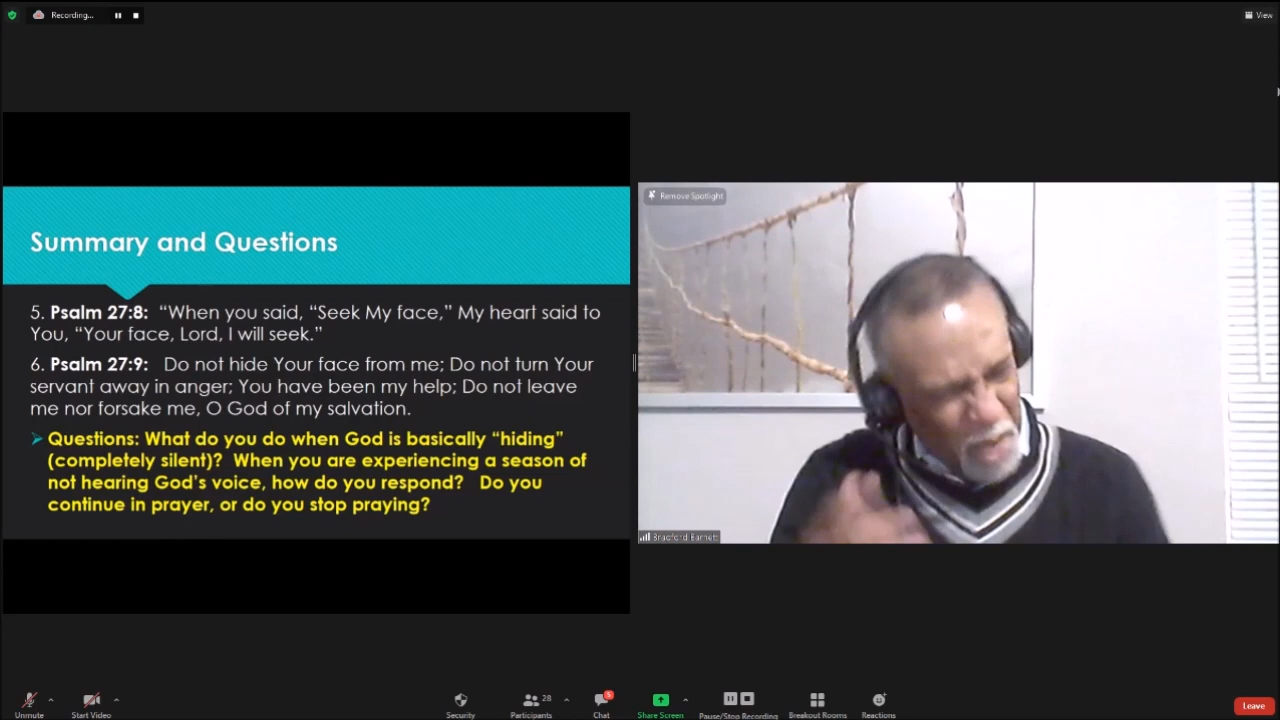 Recording...
View
Summary and Questions
5. Psalm 27:8: “When you said, “Seek My face,” My heart said to
You, “Your face, Lord, I will seek.”
6. Psalm 27:9: Do not hide Your face from me; Do not turn Your
servant away in anger; You have been my help; Do not leave
me nor forsake me, O God of my salvation.
Questions: What do you do when God is basically “hiding”
(completely silent)? When you are experiencing a season of
not hearing God’s voice, how do you respond? Do you
continue in prayer, or do you stop praying?
Remove Spotlight
Bradford Barnett
Unmute
Start Video
Security
28
Participants
5
Chat
Share Screen
Pause/Stop Recording
Breakout Rooms
Reactions
Leave